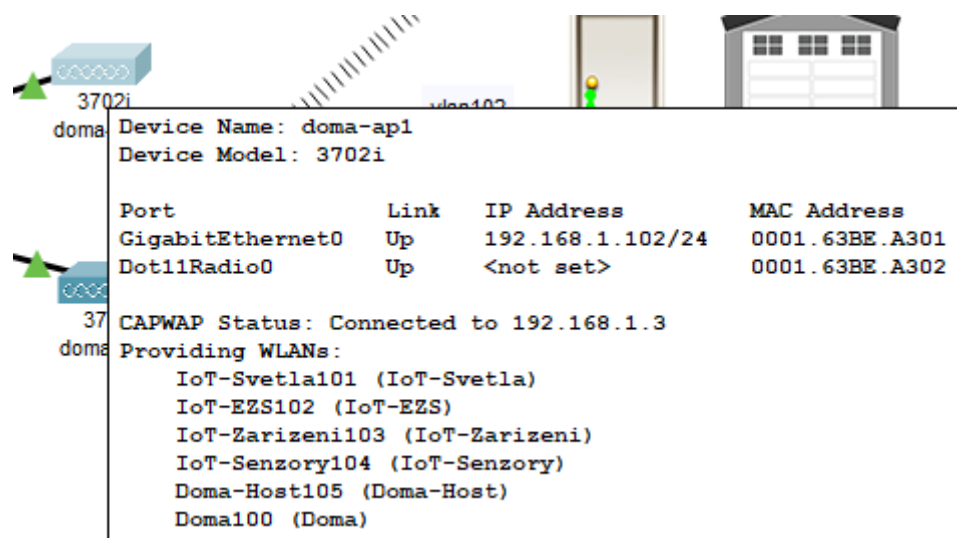 3702i
doma
Device Name: doma-ap1
Device Model: 3702i
Port Link IP Address MAC Address
GigabitEthernet0 Up 192.168.1.102/24 0001.63BE.A301
Dot11Radio0 Up <not set> 0001.63BE.A302
37
doma
CAPWAP Status: Connected to 192.168.1.3
Providing WLANs:
IoT-Svetla101 (IoT-Svetla)
IoT-EZS102 (IoT-EZS)
IoT-Zarizeni103 (IoT-Zarizeni)
IoT-Senzory104 (IoT-Senzory)
Doma-Host105 (Doma-Host)
Doma100 (Doma)